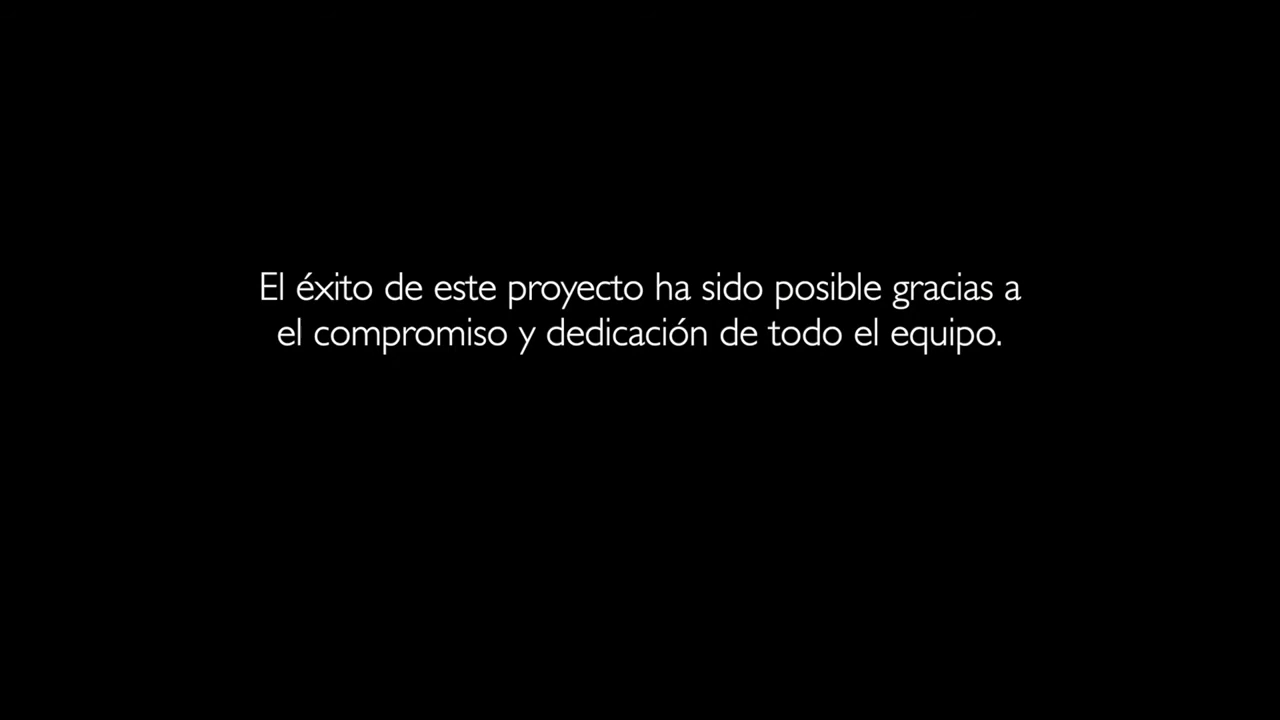 El éxito de este proyecto ha sido posible gracias a
el compromiso y dedicación de todo el equipo.